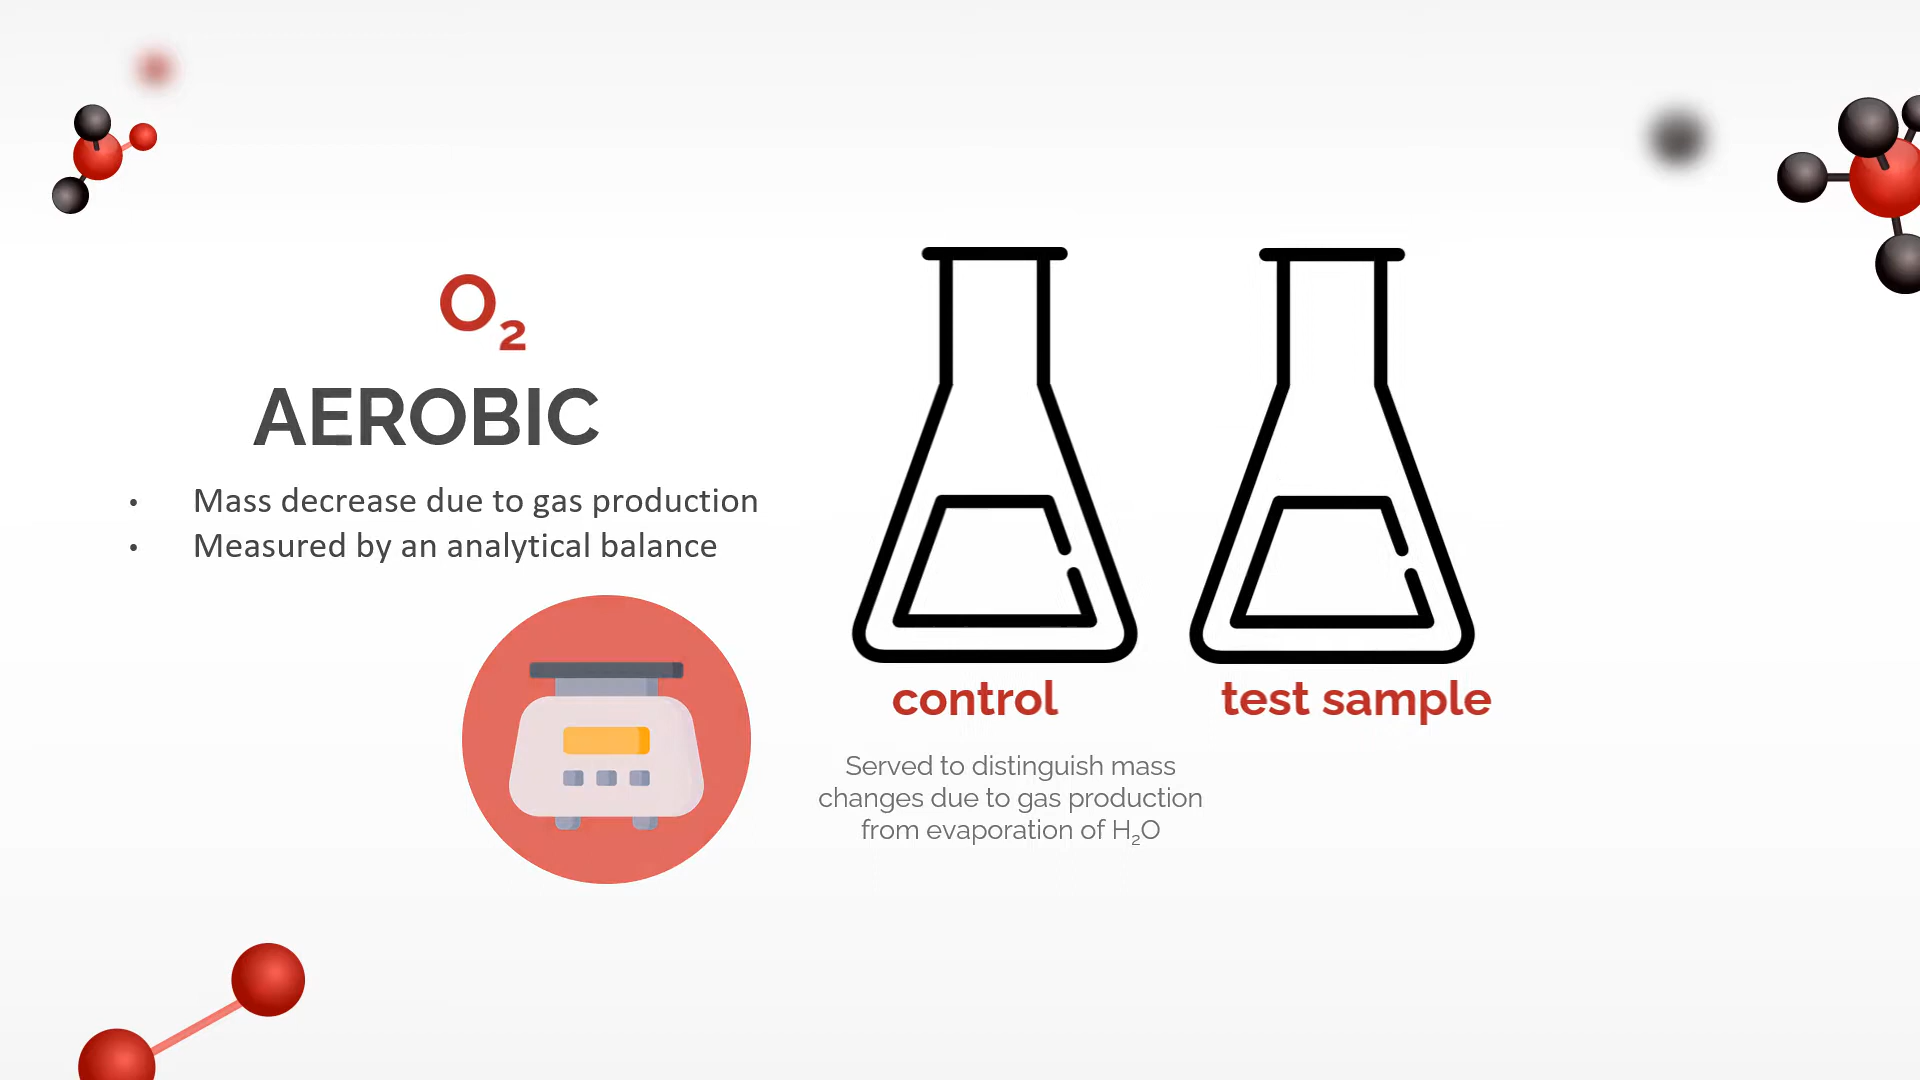 O₂
AEROBIC
• Mass decrease due to gas production
• Measured by an analytical balance
control
test sample
Served to distinguish mass
changes due to gas production
from evaporation of H₂O